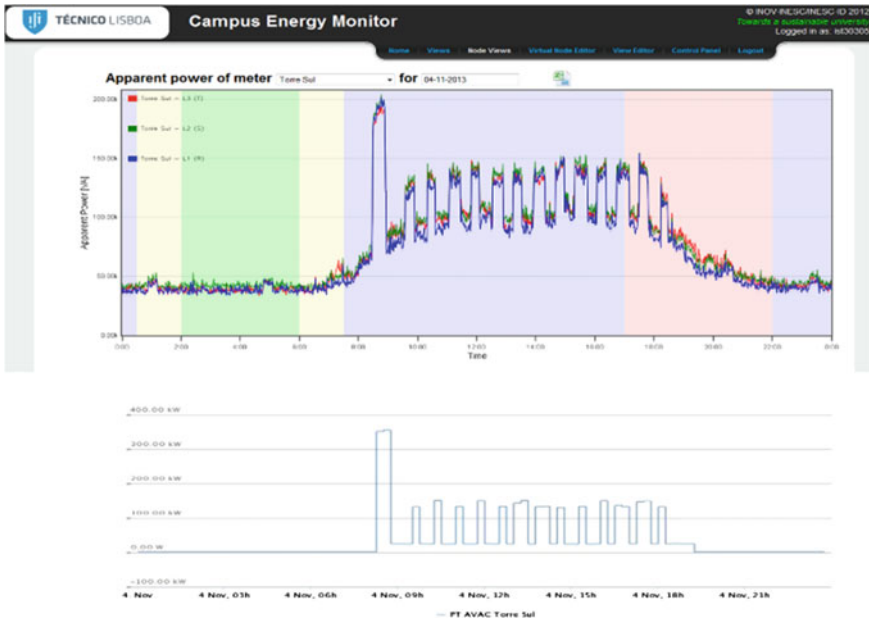 TÉCNICO LISBOA
Campus Energy Monitor
© INOV-INESC/INESC-ID 2012
Towards a sustainable university
Logged in as: ist30305
Home Views Node Views Virtual Node Editor View Editor Control Panel Logout
Apparent power of meter Torre Sul for 04-11-2013
200.00k
150.00k
100.00k
50.00k
0.00k
Torre Sul - L3 (T)
Torre Sul - L2 (S)
Torre Sul - L1 (R)
Apparent Power [VA]
0:00 2:00 4:00 6:00 8:00 10:00 12:00 14:00 16:00 18:00 20:00 22:00 0:00
Time
400.00 kW
300.00 kW
200.00 kW
100.00 kW
0.00 W
-100.00 kW
4 Nov 4 Nov, 03h 4 Nov, 06h 4 Nov, 09h 4 Nov, 12h 4 Nov, 15h 4 Nov, 18h 4 Nov, 21h
PT AVAC Torre Sul